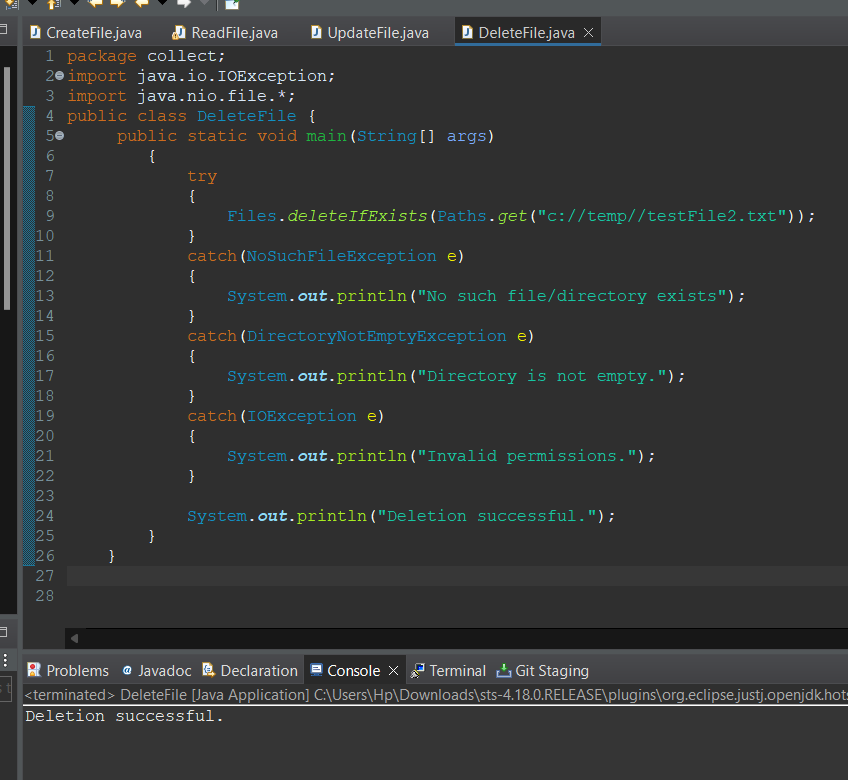 CreateFile.java ReadFile.java UpdateFile.java DeleteFile.java
1 package collect;
2 import java.io.IOException;
3 import java.nio.file.*;
4 public class DeleteFile {
5 public static void main(String[] args)
6 {
7 try
8 {
9 Files.deleteIfExists(Paths.get("c://temp//testFile2.txt"));
10 }
11 catch(NoSuchFileException e)
12 {
13 System.out.println("No such file/directory exists");
14 }
15 catch(DirectoryNotEmptyException e)
16 {
17 System.out.println("Directory is not empty.");
18 }
19 catch(IOException e)
20 {
21 System.out.println("Invalid permissions.");
22 }
23
24 System.out.println("Deletion successful.");
25 }
26 }
27
28
Problems Javadoc Declaration Console Terminal Git Staging
<terminated> DeleteFile [Java Application] C:\Users\Hp\Downloads\sts-4.18.0.RELEASE\plugins\org.eclipse.justj.openjdk.hots
Deletion successful.